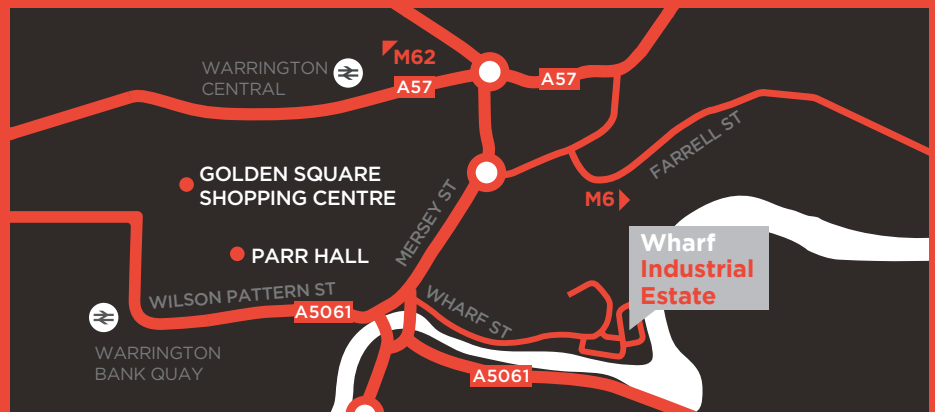 M62
WARRINGTON
CENTRAL
A57
A57
FARRELL ST
GOLDEN SQUARE
SHOPPING CENTRE
M6
MERSEY ST
Wharf
Industrial
Estate
PARR HALL
WILSON PATTERN ST
A5061
WHARF ST
WARRINGTON
BANK QUAY
A5061